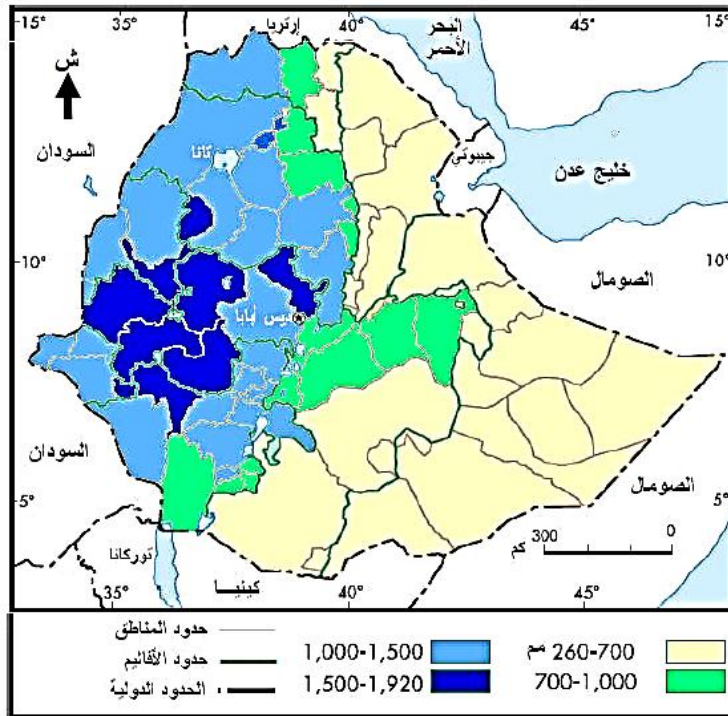 15° 35° إرتريا 40° 45° 15°
البحر
الأحمر
ش
السودان
تانا
جيبوتي
خليج عدن
10° 10°
الصومال
ديس أبابا
السودان
الصومال
5° 5°
300 0
كم
توركانا
كينيا
35° 40° 45°
حدود المناطق
1,000-1,500
260-700 مم
حدود الأقاليم
1,500-1,920
700-1,000
الحدود الدولية